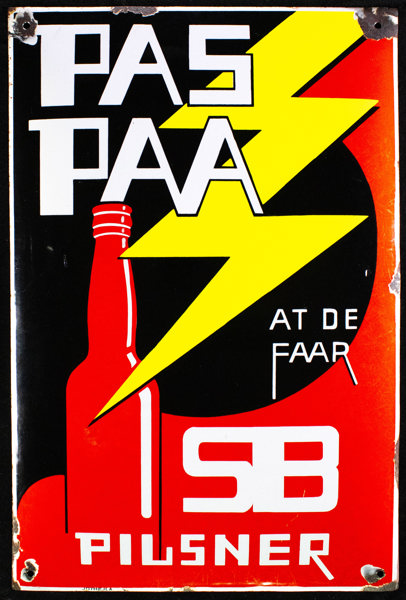 PAS
PAA
AT DE
FAAR
SB
PILSNER